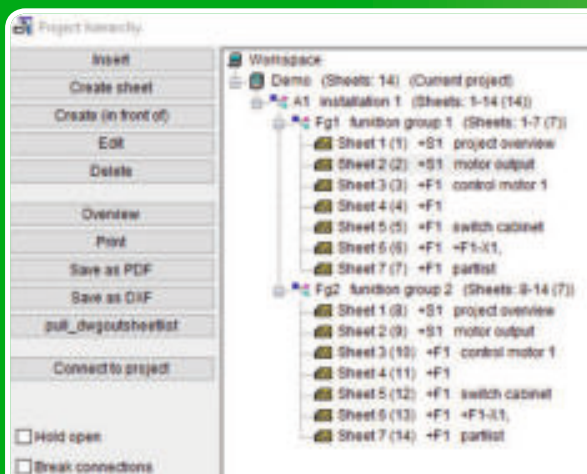 Project hierarchy
Insert
Create sheet
Create (in front of)
Edit
Delete
Overview
Print
Save as PDF
Save as DXF
pull_dwgoutsheetlist
Connect to project
Hold open
Break connections
Workspace
Demo (Sheets: 14) (Current project)
A1 installation 1 (Sheets: 1-14 (14))
Fg1 funktion group 1 (Sheets: 1-7 (7))
Sheet 1 (1) +S1 project overview
Sheet 2 (2) +S1 motor output
Sheet 3 (3) +F1 control motor 1
Sheet 4 (4) +F1
Sheet 5 (5) +F1 switch cabinet
Sheet 6 (6) +F1 +F1-X1,
Sheet 7 (7) +F1 partlist
Fg2 funktion group 2 (Sheets: 8-14 (7))
Sheet 1 (8) +S1 project overview
Sheet 2 (9) +S1 motor output
Sheet 3 (10) +F1 control motor 1
Sheet 4 (11) +F1
Sheet 5 (12) +F1 switch cabinet
Sheet 6 (13) +F1 +F1-X1,
Sheet 7 (14) +F1 partlist